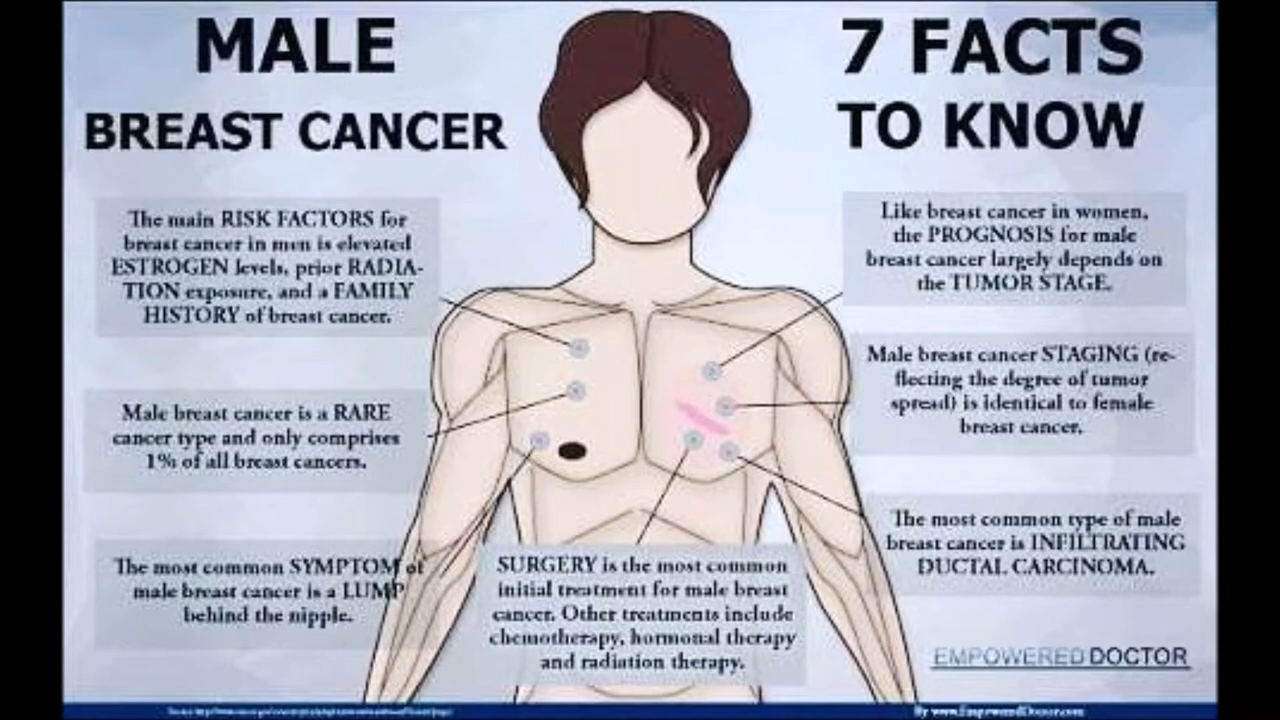 MALE
BREAST CANCER
7 FACTS
TO KNOW
The main RISK FACTORS for
breast cancer in men is elevated
ESTROGEN levels, prior RADIA-
TION exposure, and a FAMILY
HISTORY of breast cancer.
Male breast cancer is a RARE
cancer type and only comprises
1% of all breast cancers.
The most common SYMPTOM of
male breast cancer is a LUMP
behind the nipple.
SURGERY is the most common
initial treatment for male breast
cancer. Other treatments include
chemotherapy, hormonal therapy
and radiation therapy.
Like breast cancer in women,
the PROGNOSIS for male
breast cancer largely depends on
the TUMOR STAGE.
Male breast cancer STAGING (re-
flecting the degree of tumor
spread) is identical to female
breast cancer.
The most common type of male
breast cancer is INFILTRATING
DUCTAL CARCINOMA.
EMPOWERED DOCTOR
By www.EmpoweredDoctor.com